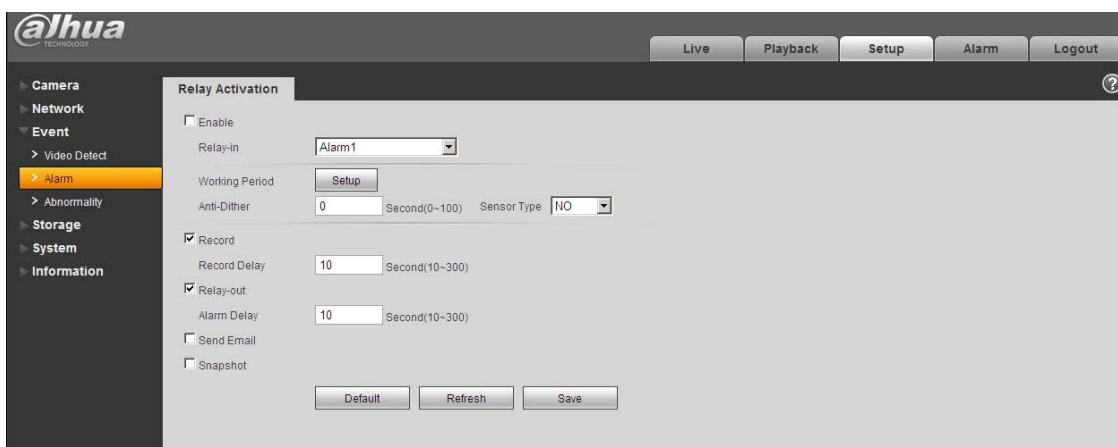 alhua
TECHNOLOGY
Live Playback Setup Alarm Logout
Camera
Network
Event
> Video Detect
> Alarm
> Abnormality
Storage
System
Information
Relay Activation
?
Enable
Relay-in Alarm1
Working Period Setup
Anti-Dither 0 Second(0~100) Sensor Type NO
Record
Record Delay 10 Second(10~300)
Relay-out
Alarm Delay 10 Second(10~300)
Send Email
Snapshot
Default Refresh Save